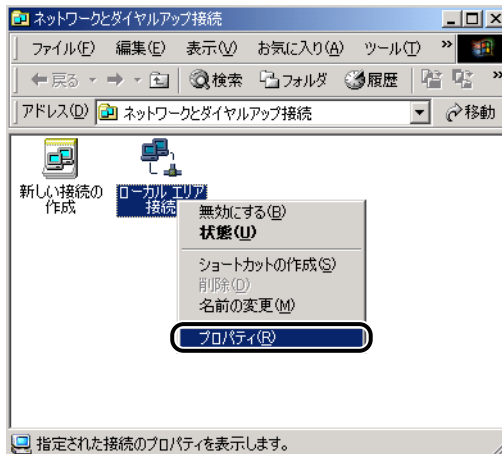 ネットワークとダイヤルアップ接続
ファイル(F) 編集(E) 表示(V) お気に入り(A) ツール(T) »
戻る 検索 フォルダ 履歴 »
アドレス(D) ネットワークとダイヤルアップ接続 移動
新しい接続の
作成
ローカル エリア
接続
無効にする(B)
状態(U)
ショートカットの作成(S)
削除(D)
名前の変更(M)
プロパティ(R)
指定された接続のプロパティを表示します。